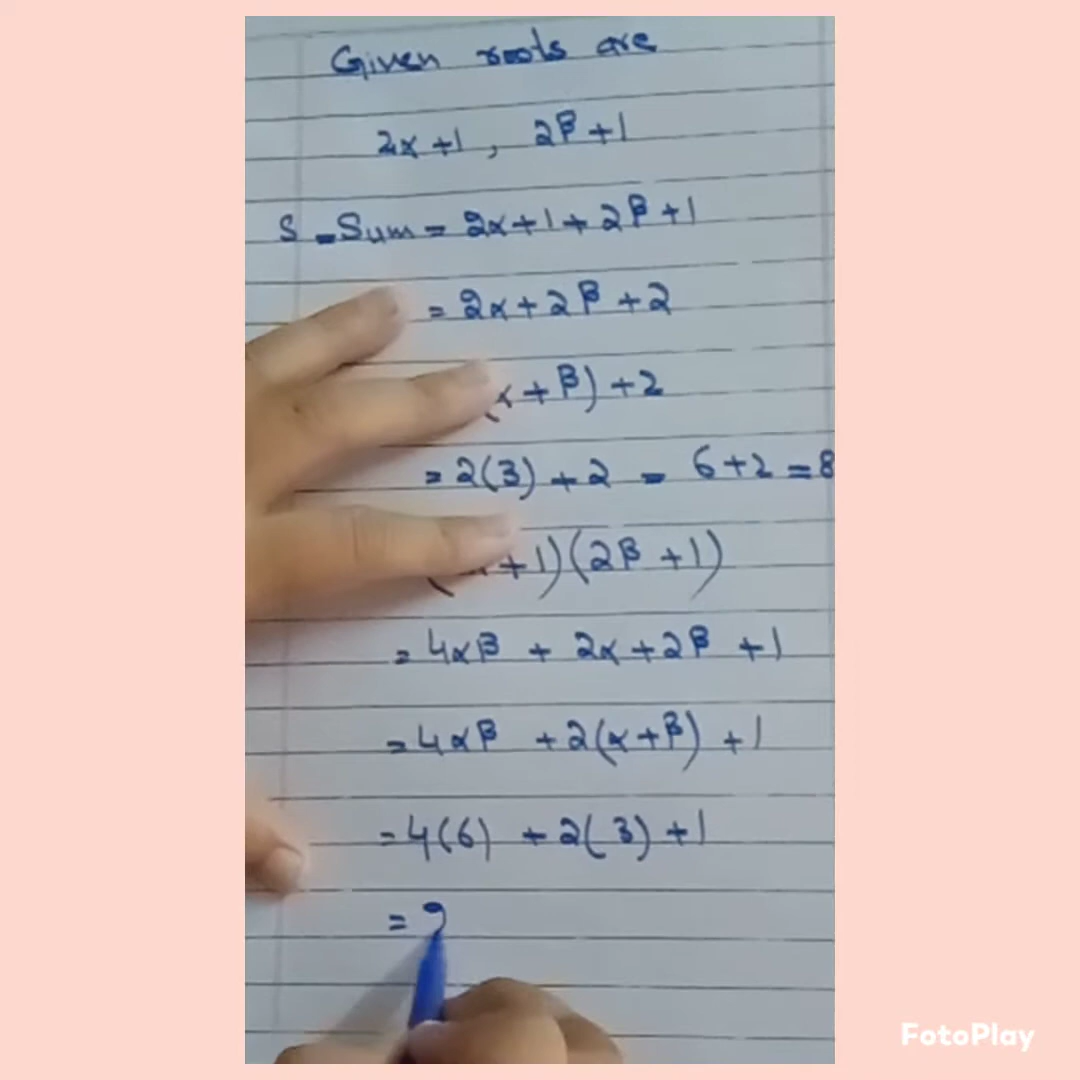 Given roots are
2α+1, 2β+1
S = Sum = 2α+1+2β+1
= 2α+2β+2
α+β)+2
= 2(3)+2 = 6+2=8
+1)(2β+1)
= 4αβ + 2α+2β+1
= 4αβ +2(α+β)+1
= 4(6) +2(3)+1
=
FotoPlay